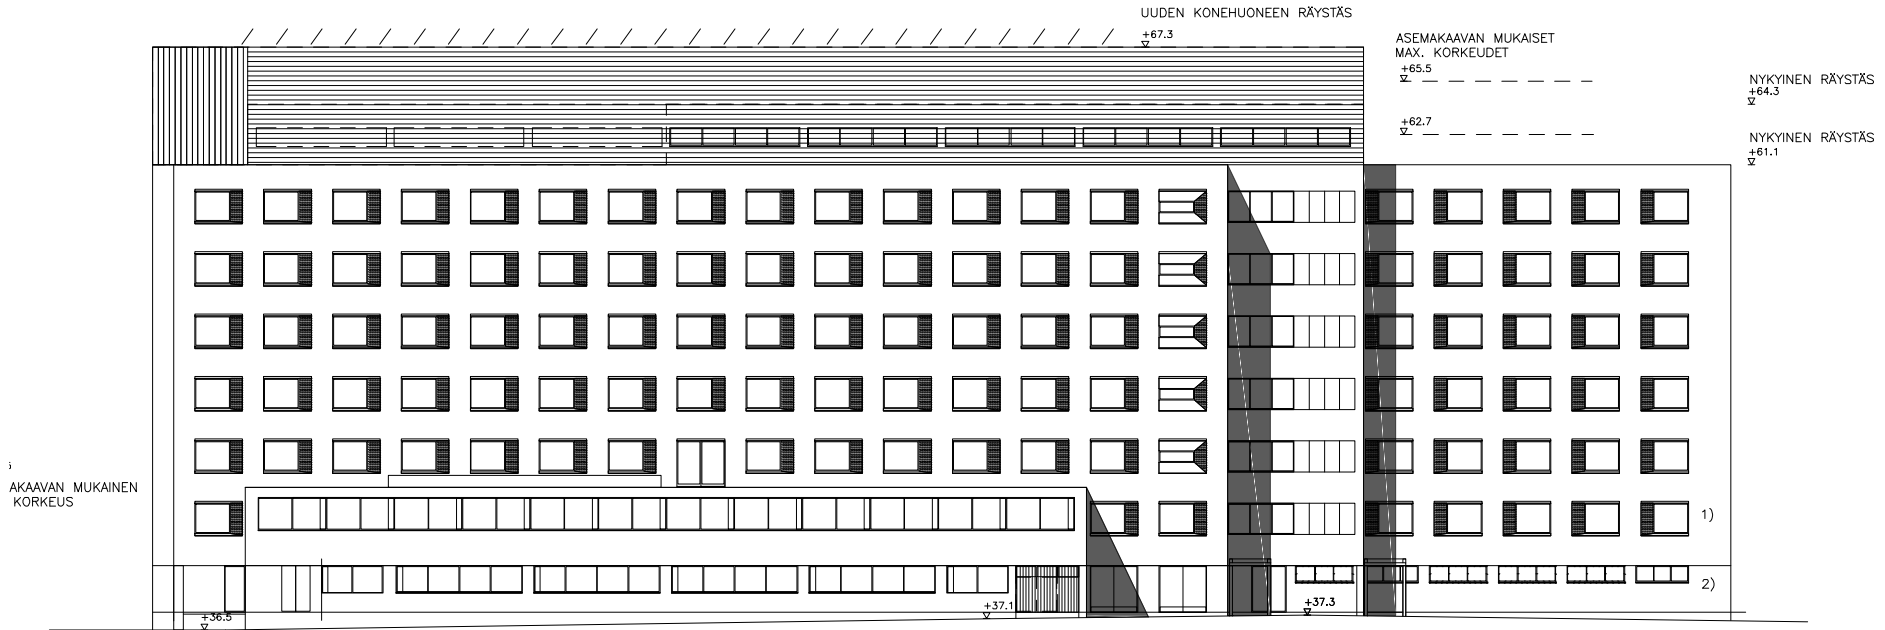 UUDEN KONEHUONEEN RÄYSTÄS
+67.3
ASEMAKAAVAN MUKAISET
MAX. KORKEUDET
+65.5
NYKYINEN RÄYSTÄS
+64.3
+62.7
NYKYINEN RÄYSTÄS
+61.1
AKAAVAN MUKAINEN
KORKEUS
1)
2)
+36.5
+37.1
+37.3